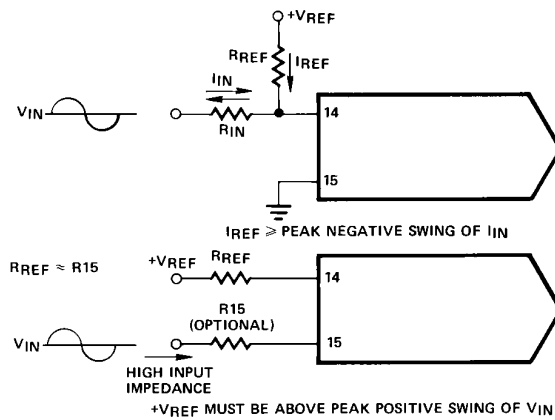 +VREF
RREF
IREF
IIN
VIN
RIN
14
15
IREF ⩾ PEAK NEGATIVE SWING OF IIN
RREF ≈ R15
+VREF
RREF
14
R15
(OPTIONAL)
15
VIN
HIGH INPUT
IMPEDANCE
+VREF MUST BE ABOVE PEAK POSITIVE SWING OF VIN